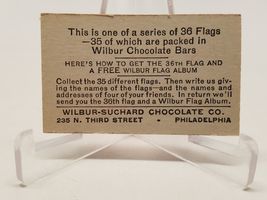 This is one of a series of 36 Flags
—35 of which are packed in
Wilbur Chocolate Bars
HERE'S HOW TO GET THE 36TH FLAG AND
A FREE WILBUR FLAG ALBUM
Collect the 35 different flags. Then write us giv-
ing the names of the flags—and the names and
addresses of four of your friends. In return we'll
send you the 36th flag and a Wilbur Flag Album.
WILBUR-SUCHARD CHOCOLATE CO.
235 N. THIRD STREET • PHILADELPHIA